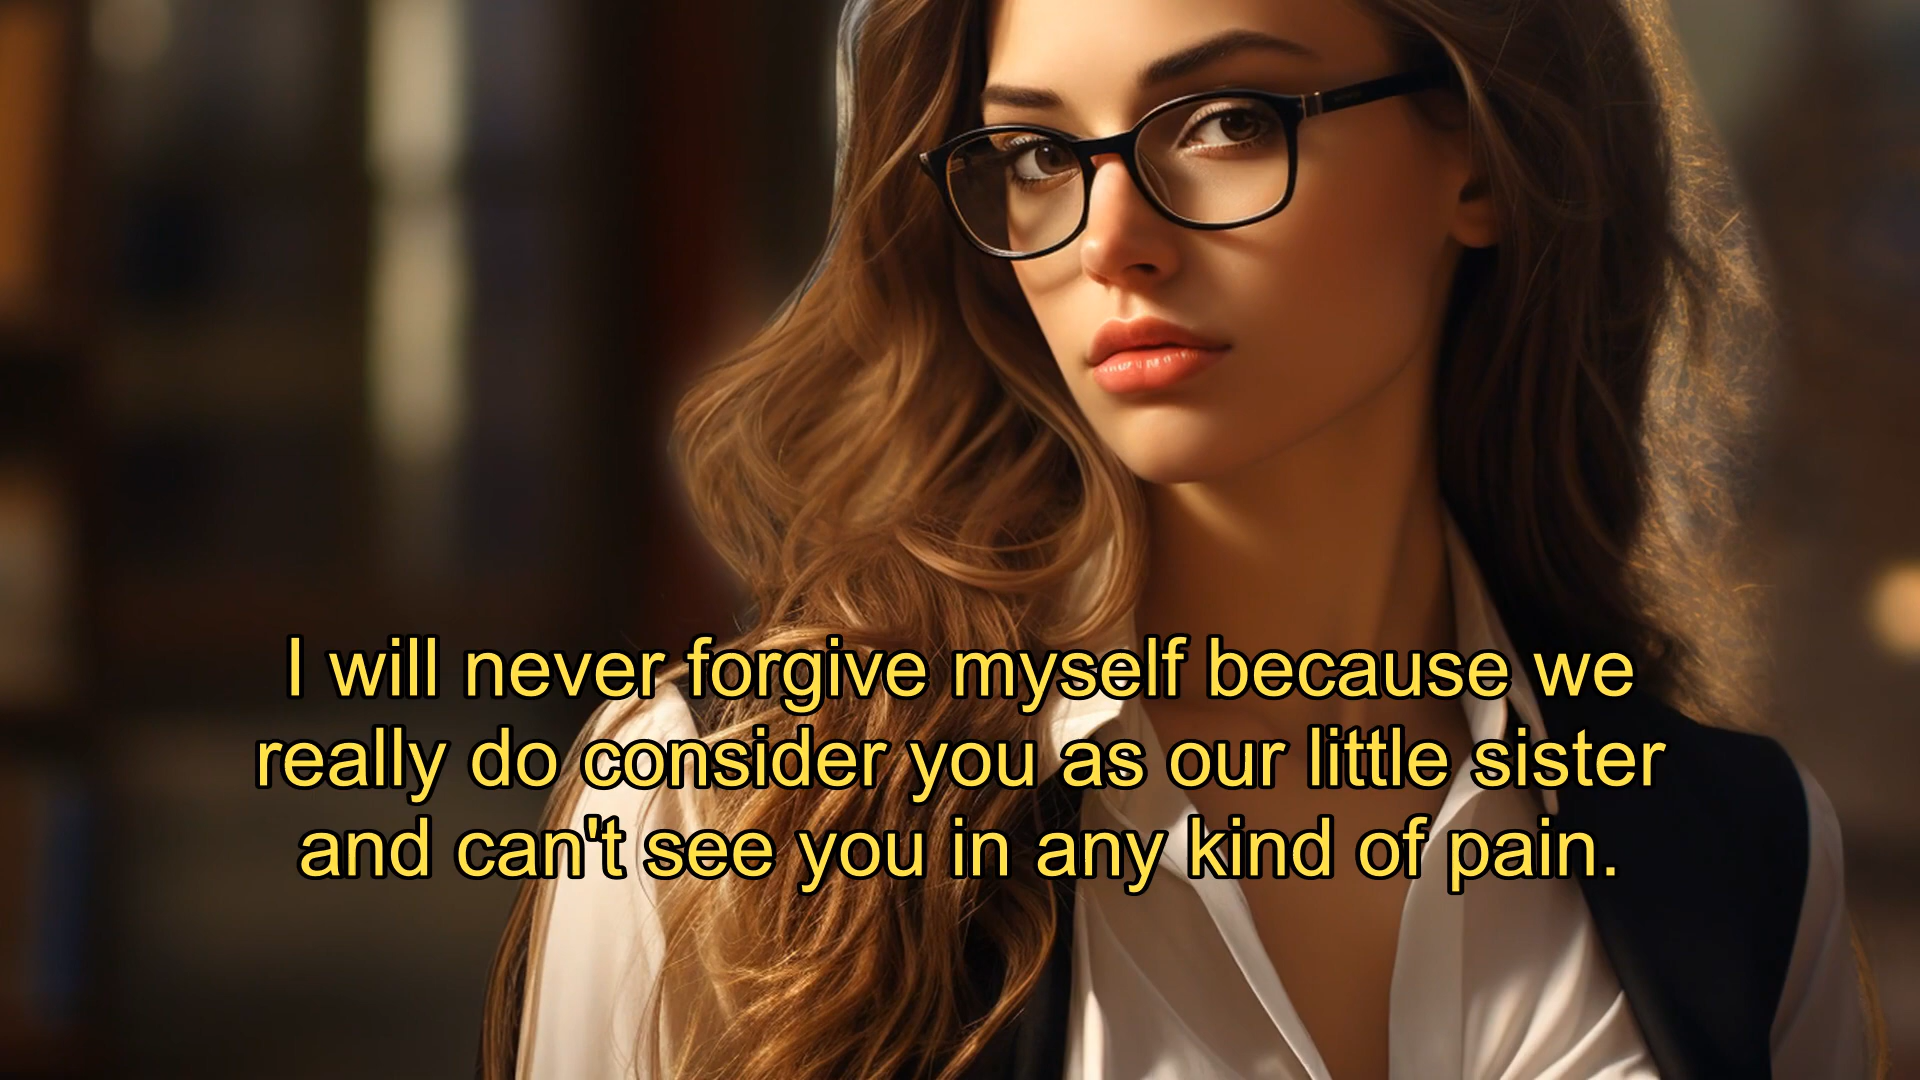 I will never forgive myself because we
really do consider you as our little sister
and can't see you in any kind of pain.